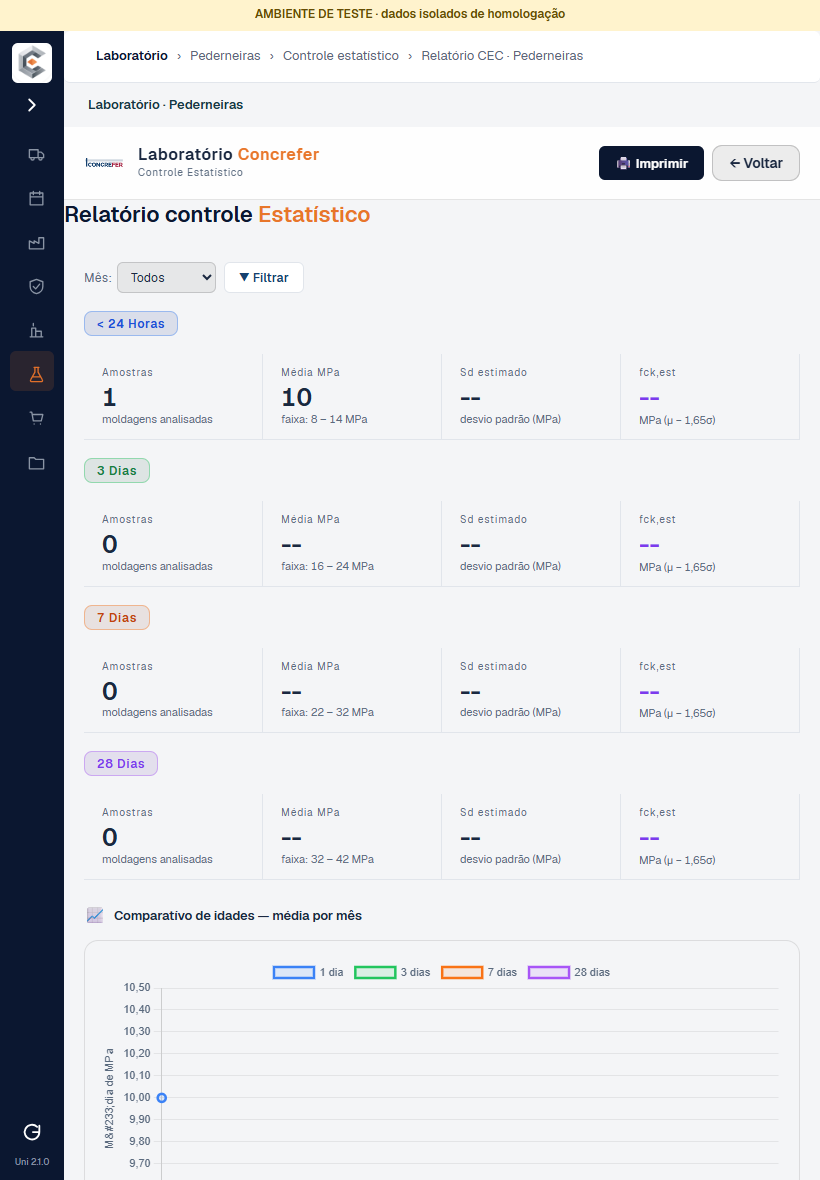 AMBIENTE DE TESTE · dados isolados de homologação
Laboratório › Pederneiras › Controle estatístico › Relatório CEC · Pederneiras
Laboratório · Pederneiras
CONCREFER
Laboratório Concrefer
Controle Estatístico
Imprimir
← Voltar
Relatório controle Estatístico
Mês: Todos
▼ Filtrar
< 24 Horas
Amostras
1
moldagens analisadas
Média MPa
10
faixa: 8 – 14 MPa
Sd estimado
--
desvio padrão (MPa)
fck,est
--
MPa (μ − 1,65σ)
3 Dias
Amostras
0
moldagens analisadas
Média MPa
--
faixa: 16 – 24 MPa
Sd estimado
--
desvio padrão (MPa)
fck,est
--
MPa (μ − 1,65σ)
7 Dias
Amostras
0
moldagens analisadas
Média MPa
--
faixa: 22 – 32 MPa
Sd estimado
--
desvio padrão (MPa)
fck,est
--
MPa (μ − 1,65σ)
28 Dias
Amostras
0
moldagens analisadas
Média MPa
--
faixa: 32 – 42 MPa
Sd estimado
--
desvio padrão (MPa)
fck,est
--
MPa (μ − 1,65σ)
Comparatívo de idades — média por mês
1 dia 3 dias 7 dias 28 dias
M&#233;dia de MPa
10,50
10,40
10,30
10,20
10,10
10,00
9,90
9,80
9,70
Uni 2.1.0